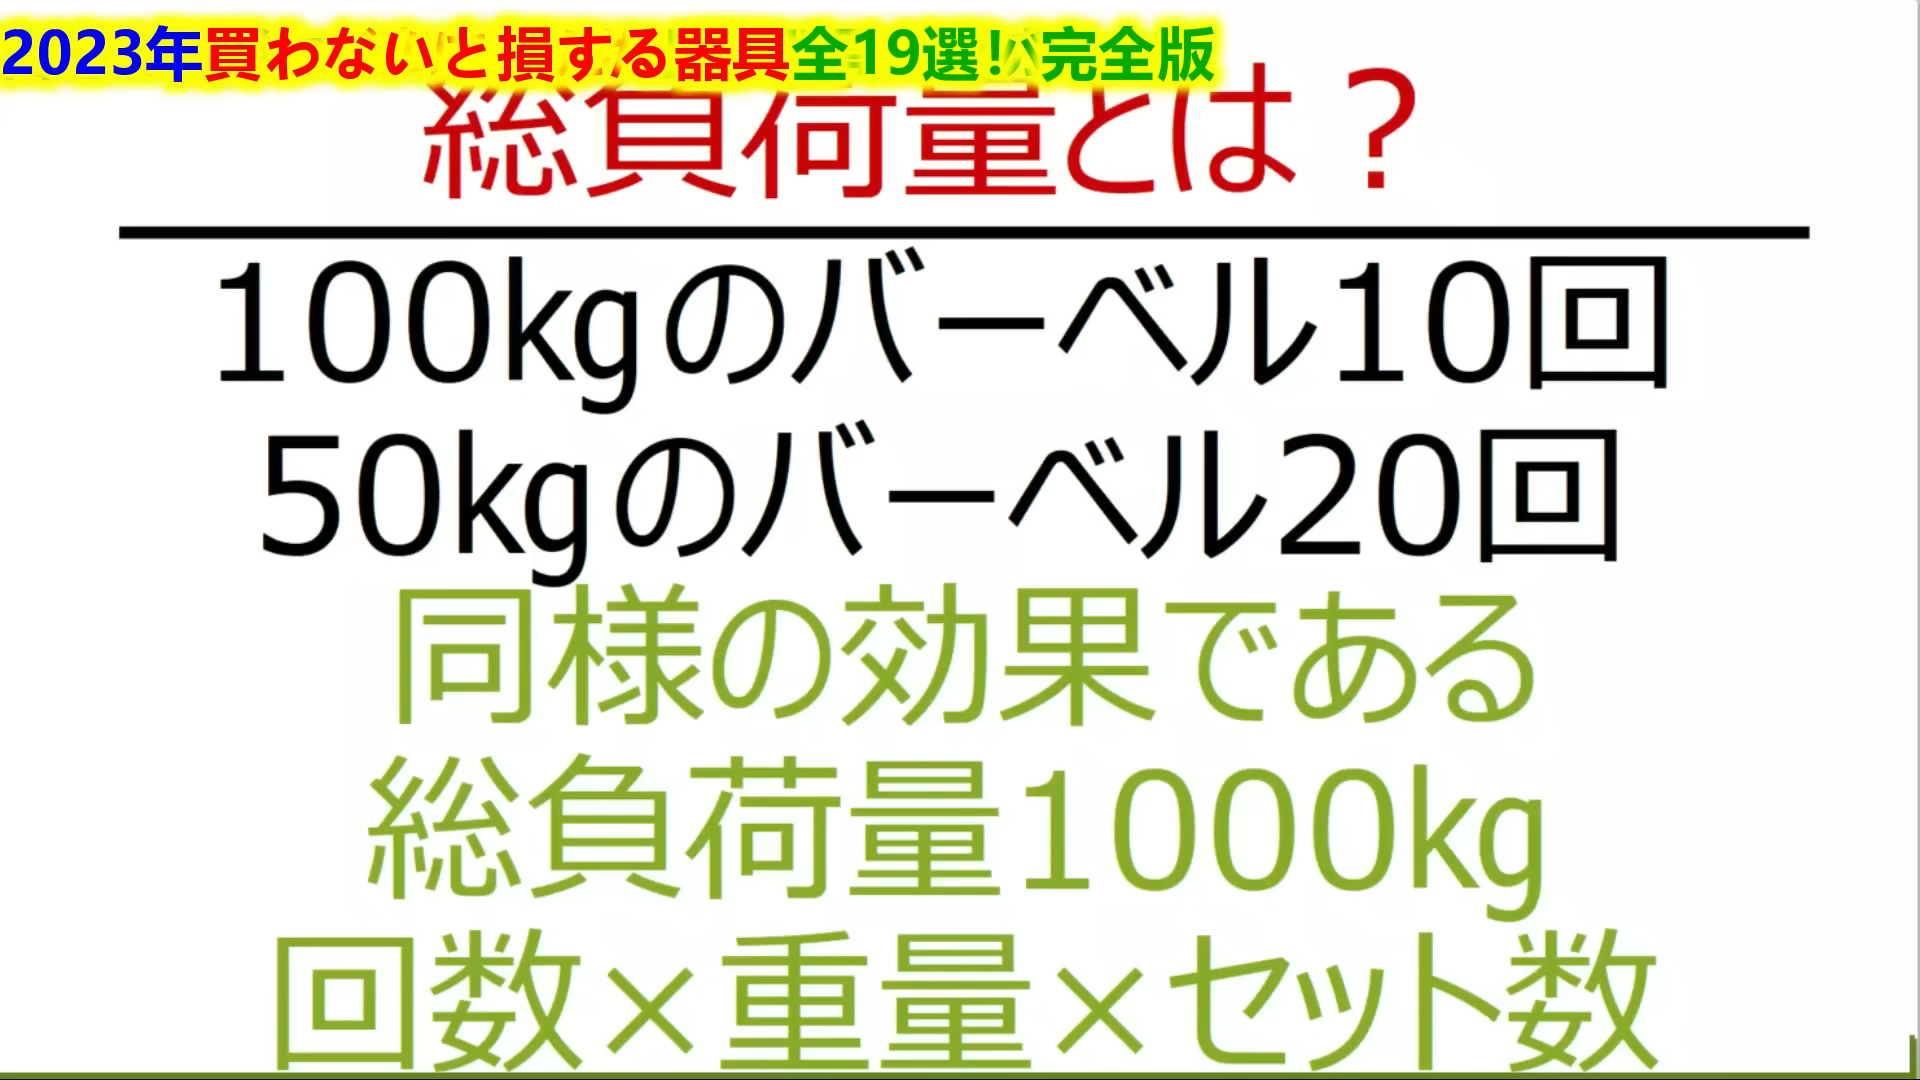 2023年買わないと損する器具全19選！完全版
総負荷量とは？
100kgのバーベル10回
50kgのバーベル20回
同様の効果である
総負荷量1000kg
回数×重量×セット数